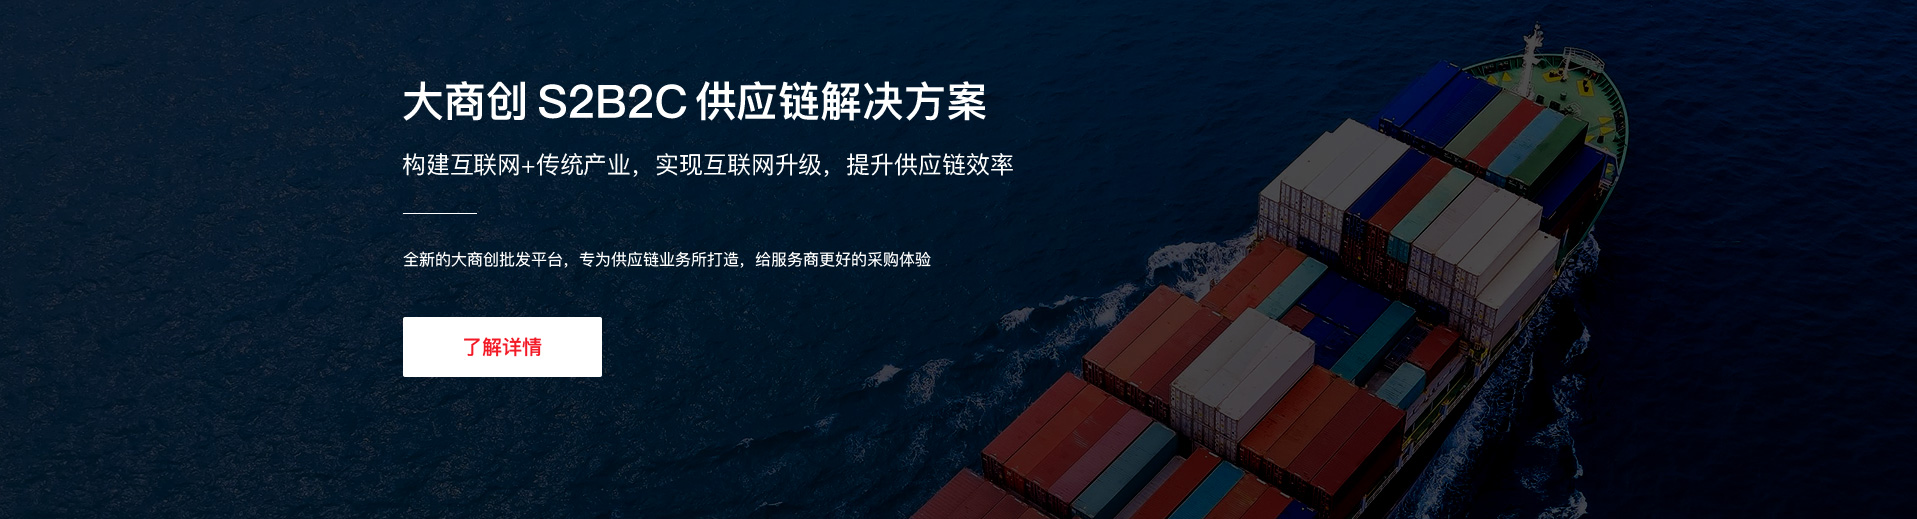 大商创 S2B2C 供应链解决方案
构建互联网+传统产业，实现互联网升级，提升供应链效率
全新的大商创批发平台，专为供应链业务所打造，给服务商更好的采购体验
了解详情